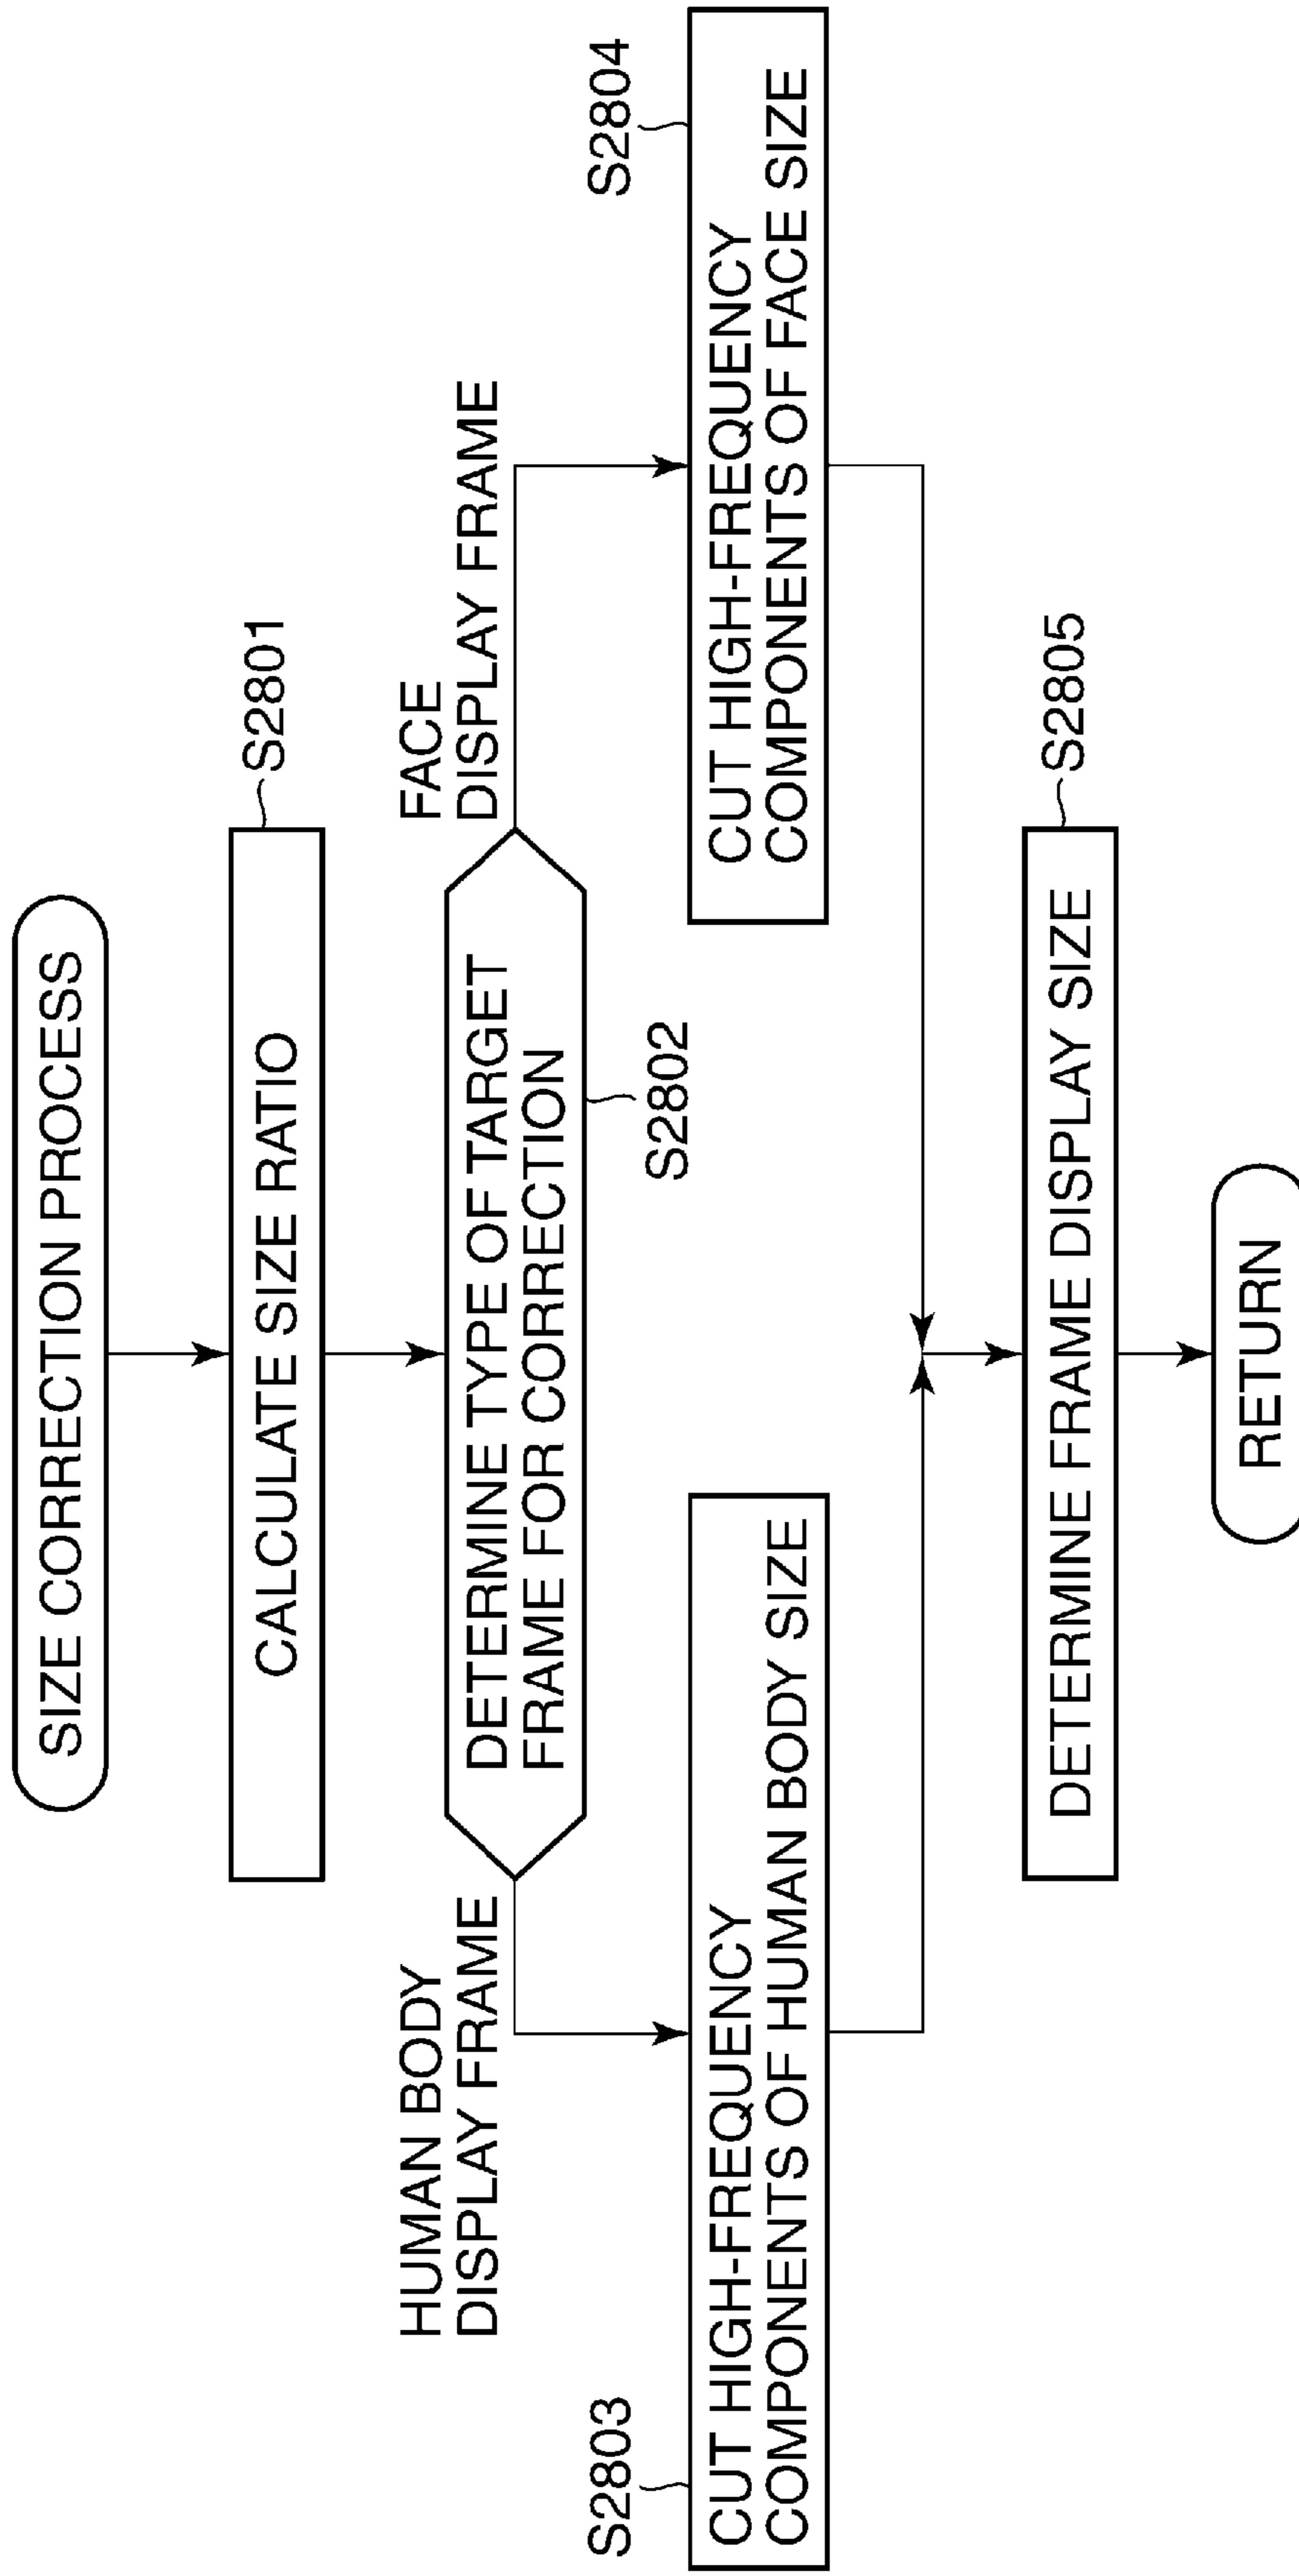 SIZE CORRECTION PROCESS
CALCULATE SIZE RATIO
S2801
HUMAN BODY
DISPLAY FRAME
DETERMINE TYPE OF TARGET
FRAME FOR CORRECTION
FACE
DISPLAY FRAME
S2802
S2803
CUT HIGH-FREQUENCY
COMPONENTS OF HUMAN BODY SIZE
S2804
CUT HIGH-FREQUENCY
COMPONENTS OF FACE SIZE
DETERMINE FRAME DISPLAY SIZE
S2805
RETURN